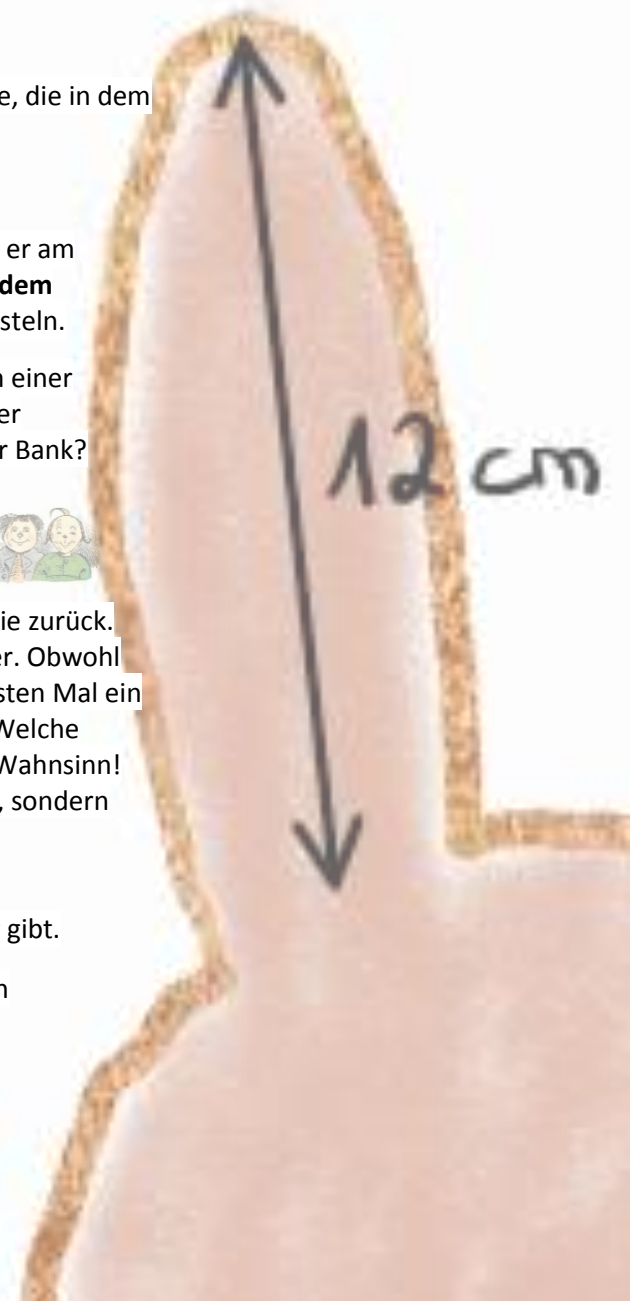 e, die in dem
er am
dem
steln.
n einer
er
r Bank?
12 cm
ie zurück.
er. Obwohl
sten Mal ein
Welche
Wahnsinn!
, sondern
gibt.
n